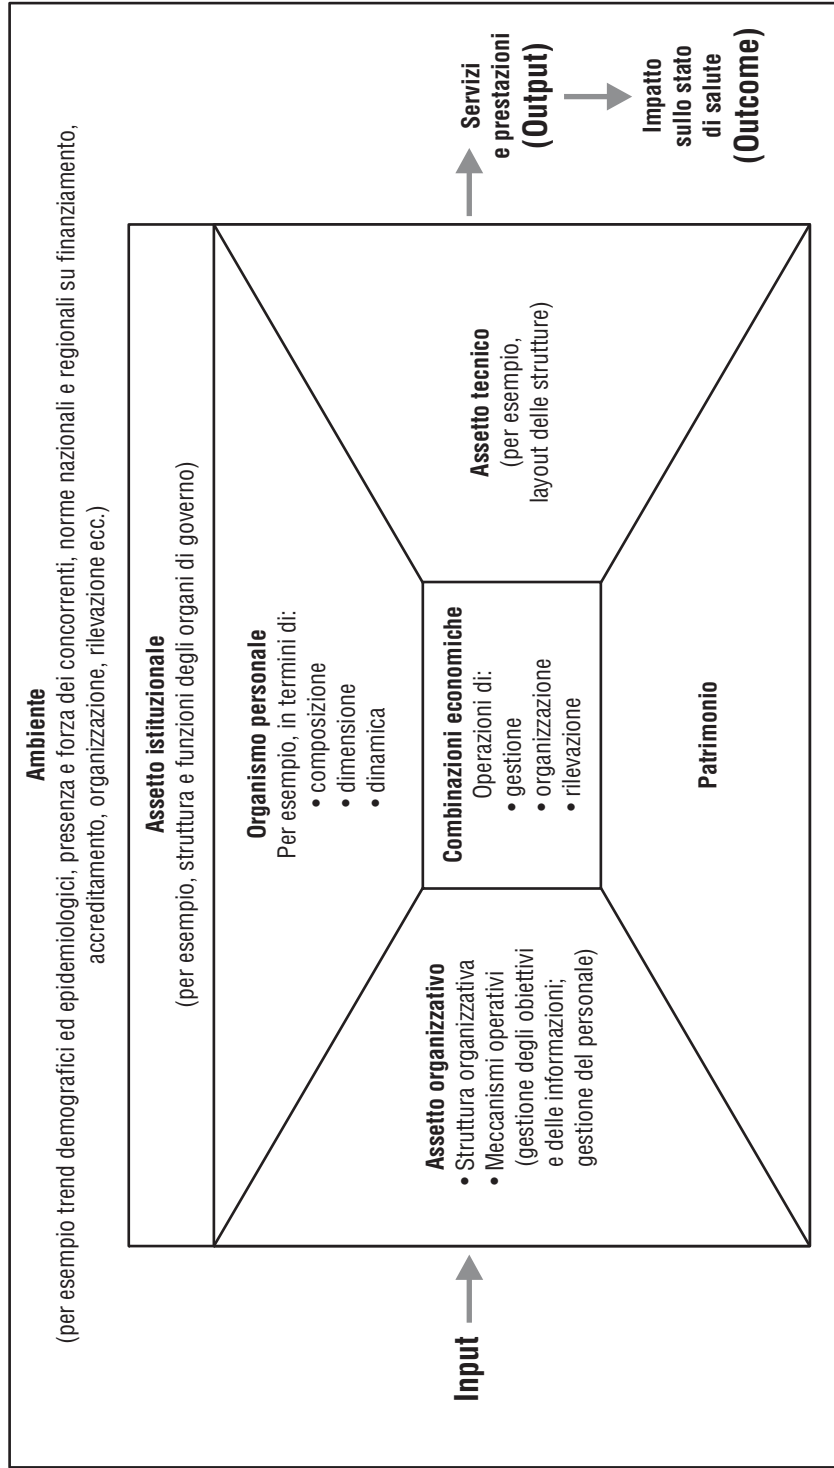 Ambiente
(per esempio trend demografici ed epidemiologici, presenza e forza dei concorrenti, norme nazionali e regionali su finanziamento,
accreditamento, organizzazione, rilevazione ecc.)
Assetto istituzionale
(per esempio, struttura e funzioni degli organi di governo)
Organismo personale
Per esempio, in termini di:
• composizione
• dimensione
• dinamica
Input
Assetto organizzativo
• Struttura organizzativa
• Meccanismi operativi
(gestione degli obiettivi
e delle informazioni;
gestione del personale)
Combinazioni economiche
Operazioni di:
• gestione
• organizzazione
• rilevazione
Assetto tecnico
(per esempio,
layout delle strutture)
Patrimonio
Servizi
e prestazioni
(Output)
Impatto
sullo stato
di salute
(Outcome)